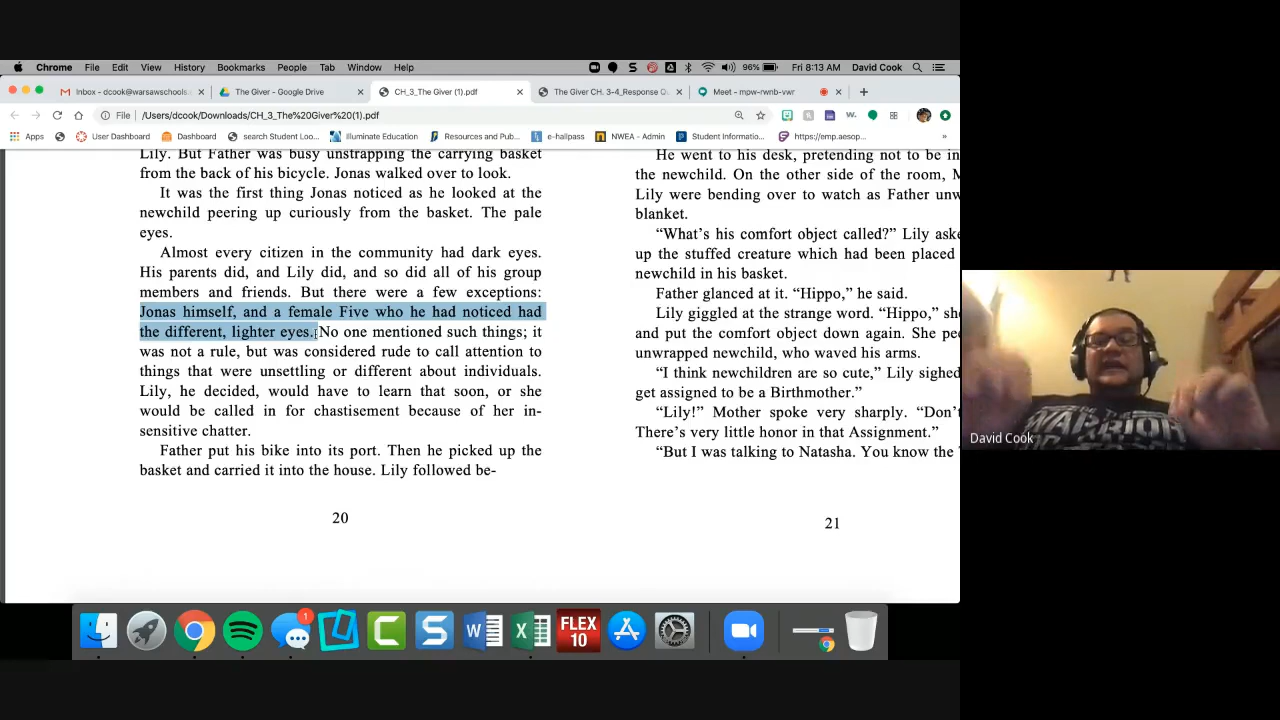 Chrome File Edit View History Bookmarks People Tab Window Help 96% Fri 8:13 AM David Cook
Inbox - dcook@warsawschools. The Giver - Google Drive CH_3_The Giver (1).pdf The Giver CH. 3-4_Response Q Meet - mpw-rwnb-vwr
File /Users/dcook/Downloads/CH_3_The%20Giver%20(1).pdf
Apps User Dashboard Dashboard search Student Loo... Illuminate Education Resources and Pub... e-hallpass NWEA - Admin Student Informatio... https://emp.aesop...
Lily. But Father was busy unstrapping the carrying basket
from the back of his bicycle. Jonas walked over to look.
It was the first thing Jonas noticed as he looked at the
newchild peering up curiously from the basket. The pale
eyes.
Almost every citizen in the community had dark eyes.
His parents did, and Lily did, and so did all of his group
members and friends. But there were a few exceptions:
Jonas himself, and a female Five who he had noticed had
the different, lighter eyes. No one mentioned such things; it
was not a rule, but was considered rude to call attention to
things that were unsettling or different about individuals.
Lily, he decided, would have to learn that soon, or she
would be called in for chastisement because of her in-
sensitive chatter.
Father put his bike into its port. Then he picked up the
basket and carried it into the house. Lily followed be-
20
He went to his desk, pretending not to be in
the newchild. On the other side of the room, M
Lily were bending over to watch as Father unw
blanket.
“What’s his comfort object called?” Lily aske
up the stuffed creature which had been placed
newchild in his basket.
Father glanced at it. “Hippo,” he said.
Lily giggled at the strange word. “Hippo,” she
and put the comfort object down again. She pee
unwrapped newchild, who waved his arms.
“I think newchildren are so cute,” Lily sighed
get assigned to be a Birthmother.”
“Lily!” Mother spoke very sharply. “Don’t
There’s very little honor in that Assignment.”
“But I was talking to Natasha. You know the
21
David Cook
1
FLEX
10